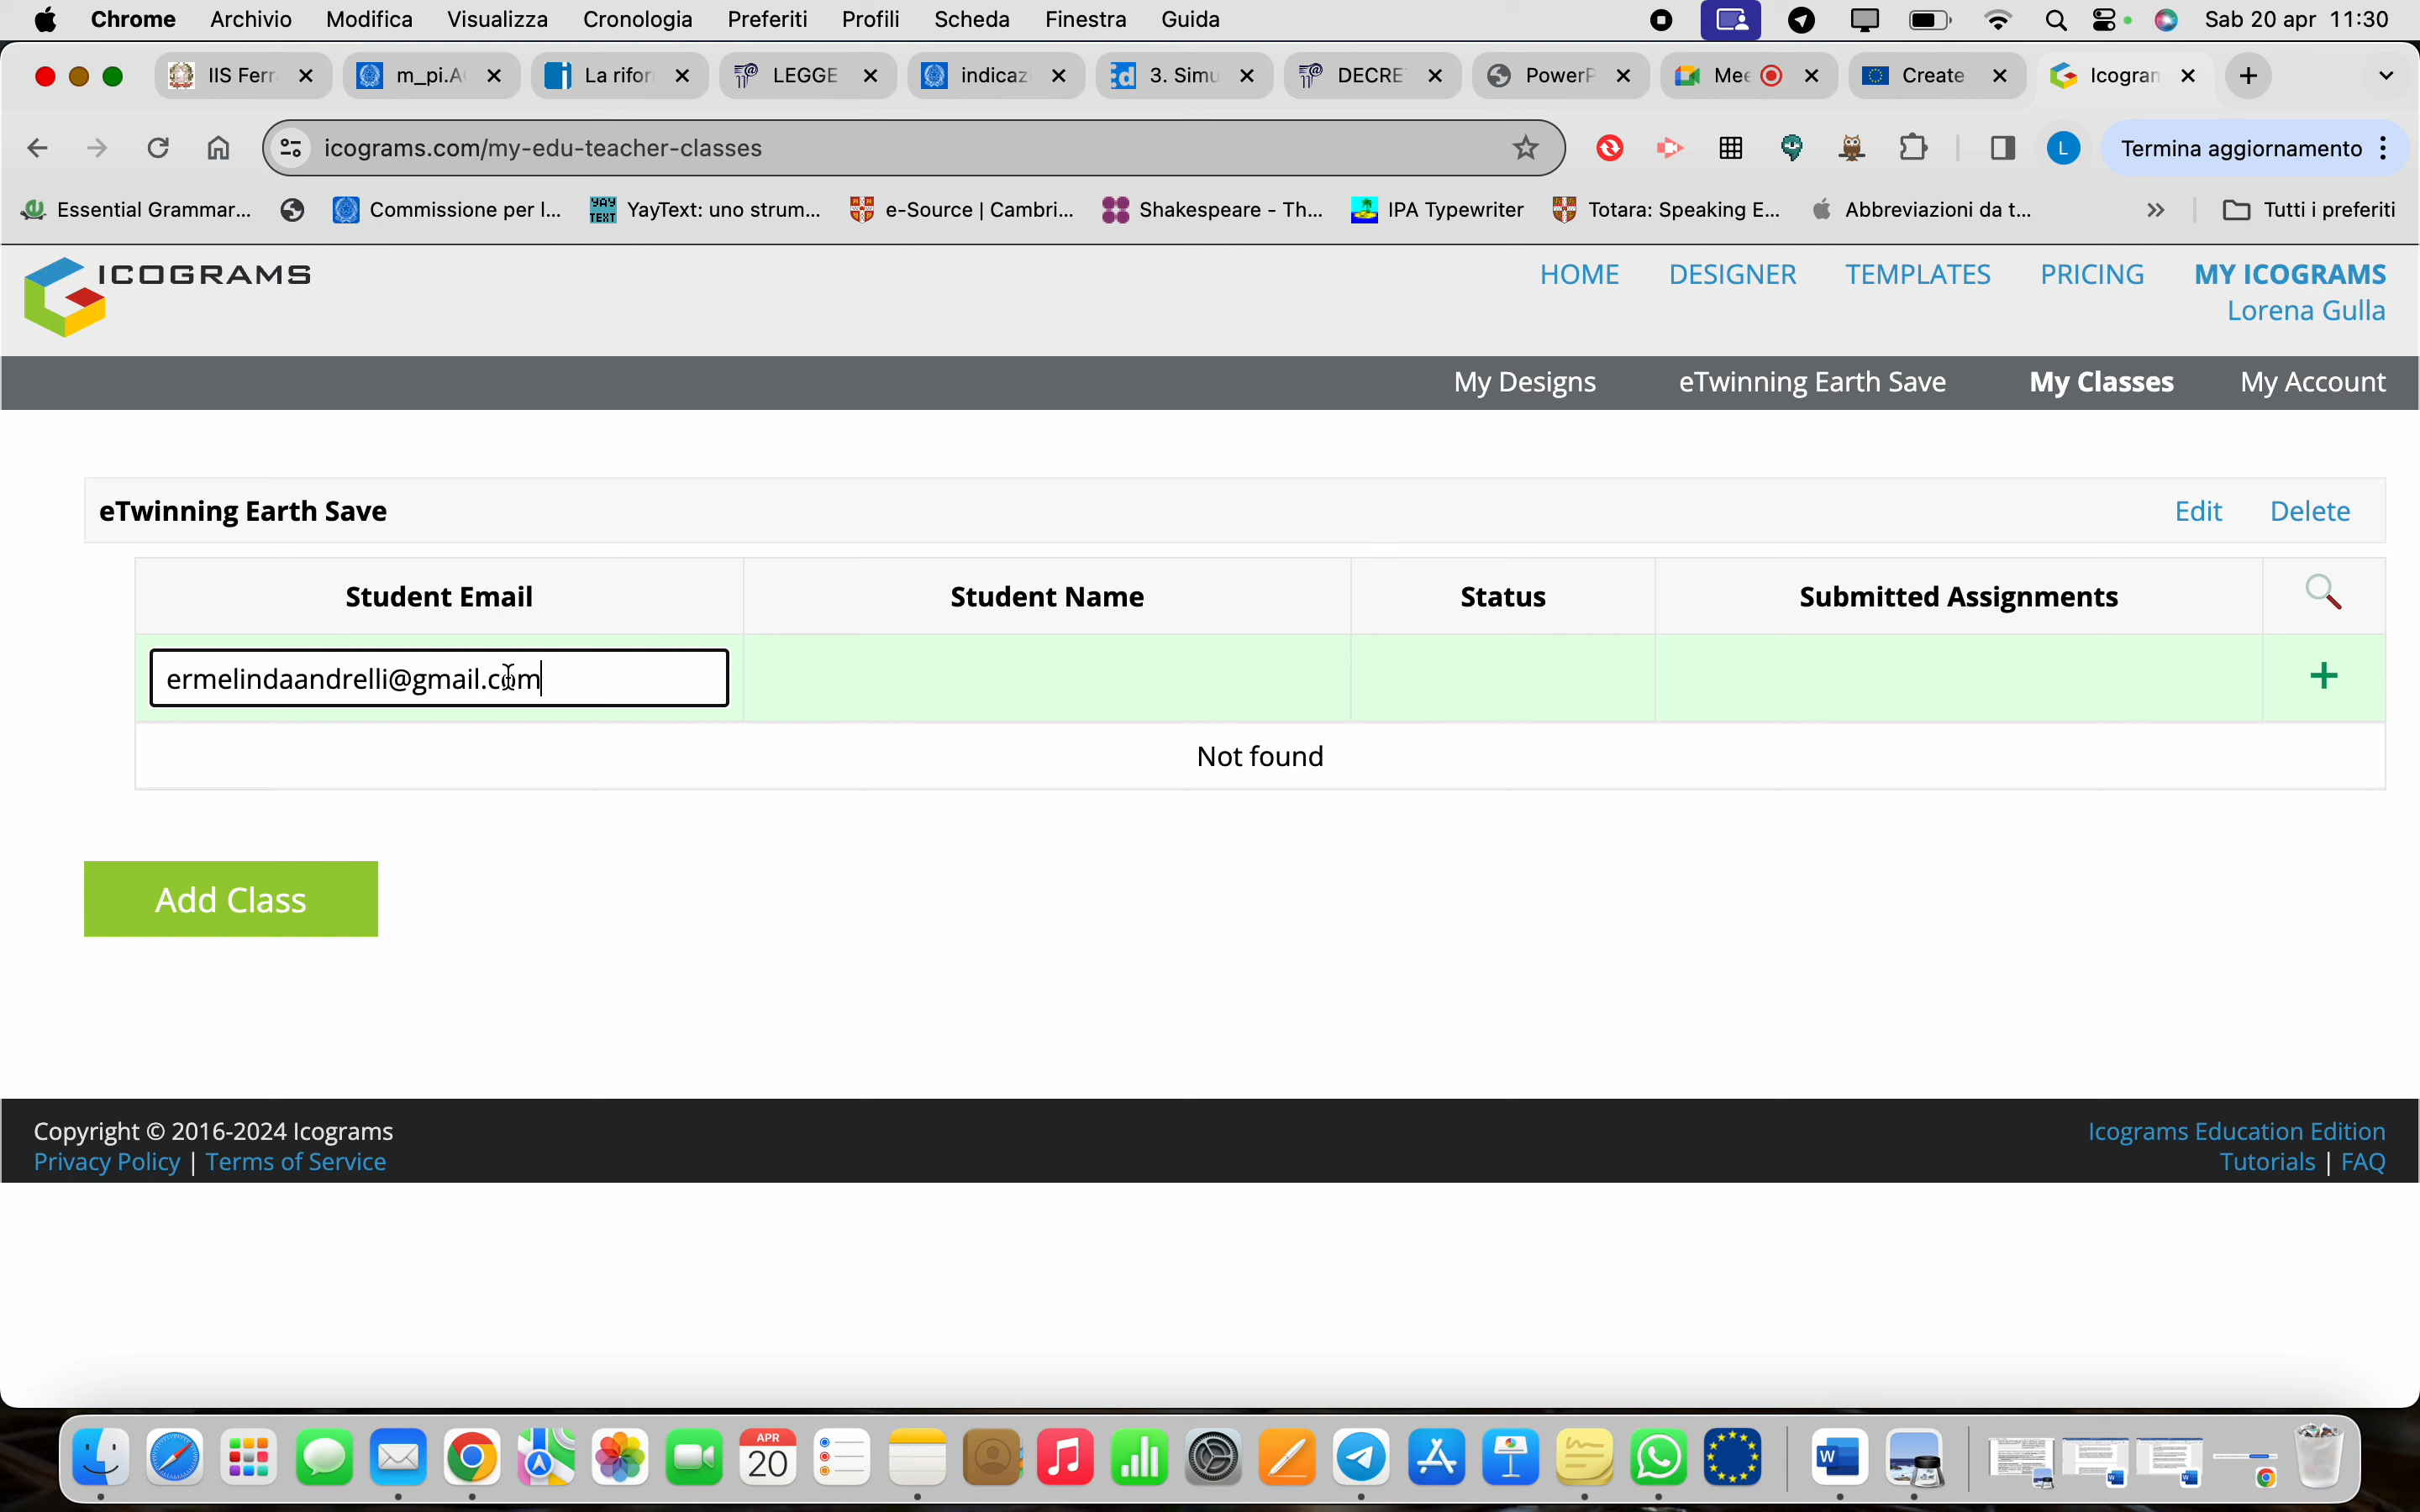 Chrome Archivio Modifica Visualizza Cronologia Preferiti Profili Scheda Finestra Guida Sab 20 apr 11:30
IIS Ferr m_pi.A La rifor LEGGE indicaz 3. Simu DECRE PowerP Mee Create Icogran
icograms.com/my-edu-teacher-classes L Termina aggiornamento
Essential Grammar... Commissione per l... YAY TEXT YayText: uno strum... e-Source | Cambri... Shakespeare - Th... IPA Typewriter Totara: Speaking E... Abbreviazioni da t... Tutti i preferiti
ICOGRAMS HOME DESIGNER TEMPLATES PRICING MY ICOGRAMS
Lorena Gulla
My Designs eTwinning Earth Save My Classes My Account
eTwinning Earth Save Edit Delete
Student Email Student Name Status Submitted Assignments
ermelindaandrelli@gmail.com +
Not found
Add Class
Copyright © 2016-2024 Icograms Icograms Education Edition
Privacy Policy | Terms of Service Tutorials | FAQ
APR
20